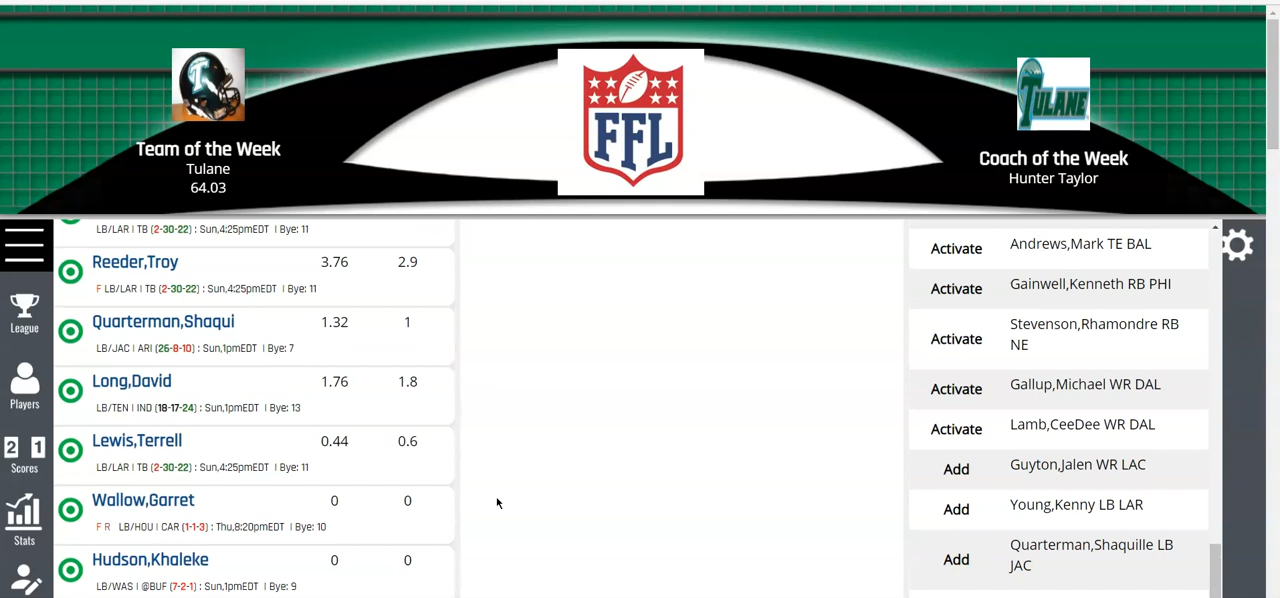 Team of the Week
Tulane
64.03
FFL
TULANE
Coach of the Week
Hunter Taylor
League
Players
2 1
Scores
Stats
LB/LAR | TB (2-30-22) : Sun,4:25pmEDT | Bye: 11
Reeder,Troy 3.76 2.9
F LB/LAR | TB (2-30-22) : Sun,4:25pmEDT | Bye: 11
Quarterman,Shaqui 1.32 1
LB/JAC | ARI (26-8-10) : Sun,1pmEDT | Bye: 7
Long,David 1.76 1.8
LB/TEN | IND (18-17-24) : Sun,1pmEDT | Bye: 13
Lewis,Terrell 0.44 0.6
LB/LAR | TB (2-30-22) : Sun,4:25pmEDT | Bye: 11
Wallow,Garret 0 0
F R LB/HOU | CAR (1-1-3) : Thu,8:20pmEDT | Bye: 10
Hudson,Khaleke 0 0
LB/WAS | @BUF (7-2-1) : Sun,1pmEDT | Bye: 9
Activate Andrews,Mark TE BAL
Activate Gainwell,Kenneth RB PHI
Activate Stevenson,Rhamondre RB
NE
Activate Gallup,Michael WR DAL
Activate Lamb,CeeDee WR DAL
Add Guyton,Jalen WR LAC
Add Young,Kenny LB LAR
Add Quarterman,Shaquille LB
JAC